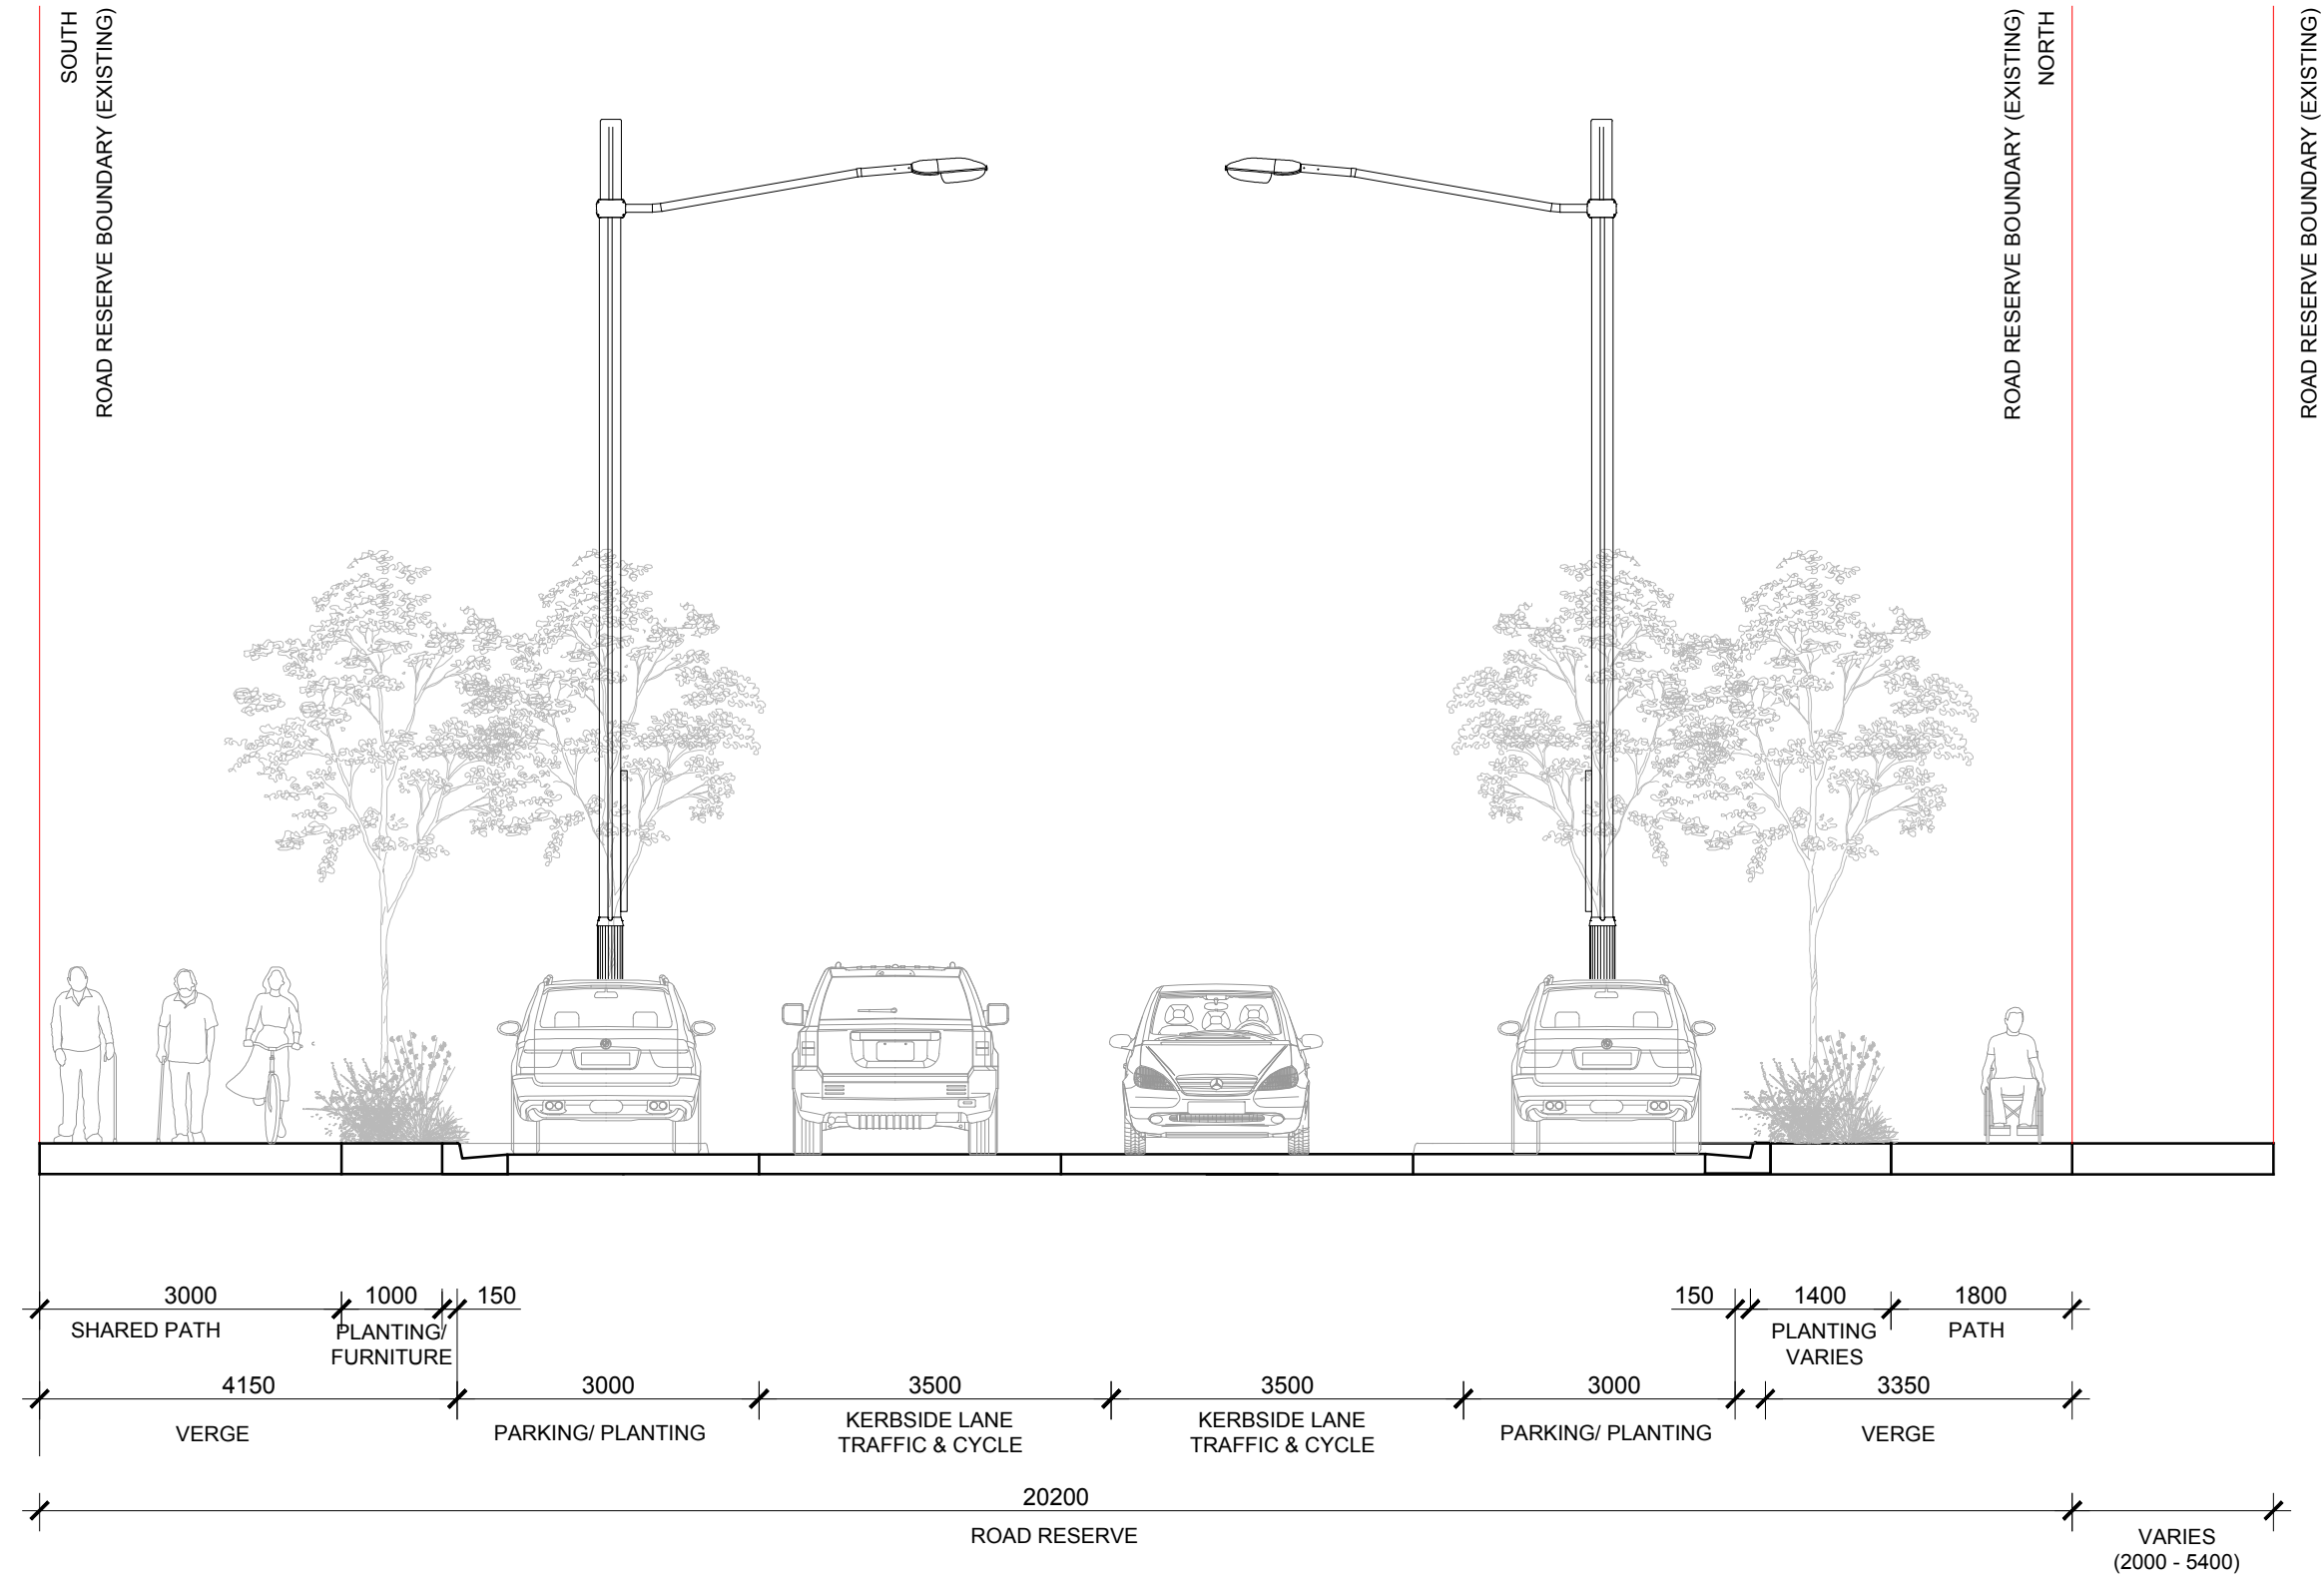 SOUTH
ROAD RESERVE BOUNDARY (EXISTING)
ROAD RESERVE BOUNDARY (EXISTING)
NORTH
ROAD RESERVE BOUNDARY (EXISTING)
3000
1000
150
150
1400
1800
SHARED PATH
PLANTING/
FURNITURE
PLANTING
VARIES
PATH
4150
3000
3500
3500
3000
3350
VERGE
PARKING/ PLANTING
KERBSIDE LANE
TRAFFIC & CYCLE
KERBSIDE LANE
TRAFFIC & CYCLE
PARKING/ PLANTING
VERGE
20200
ROAD RESERVE
VARIES
(2000 - 5400)